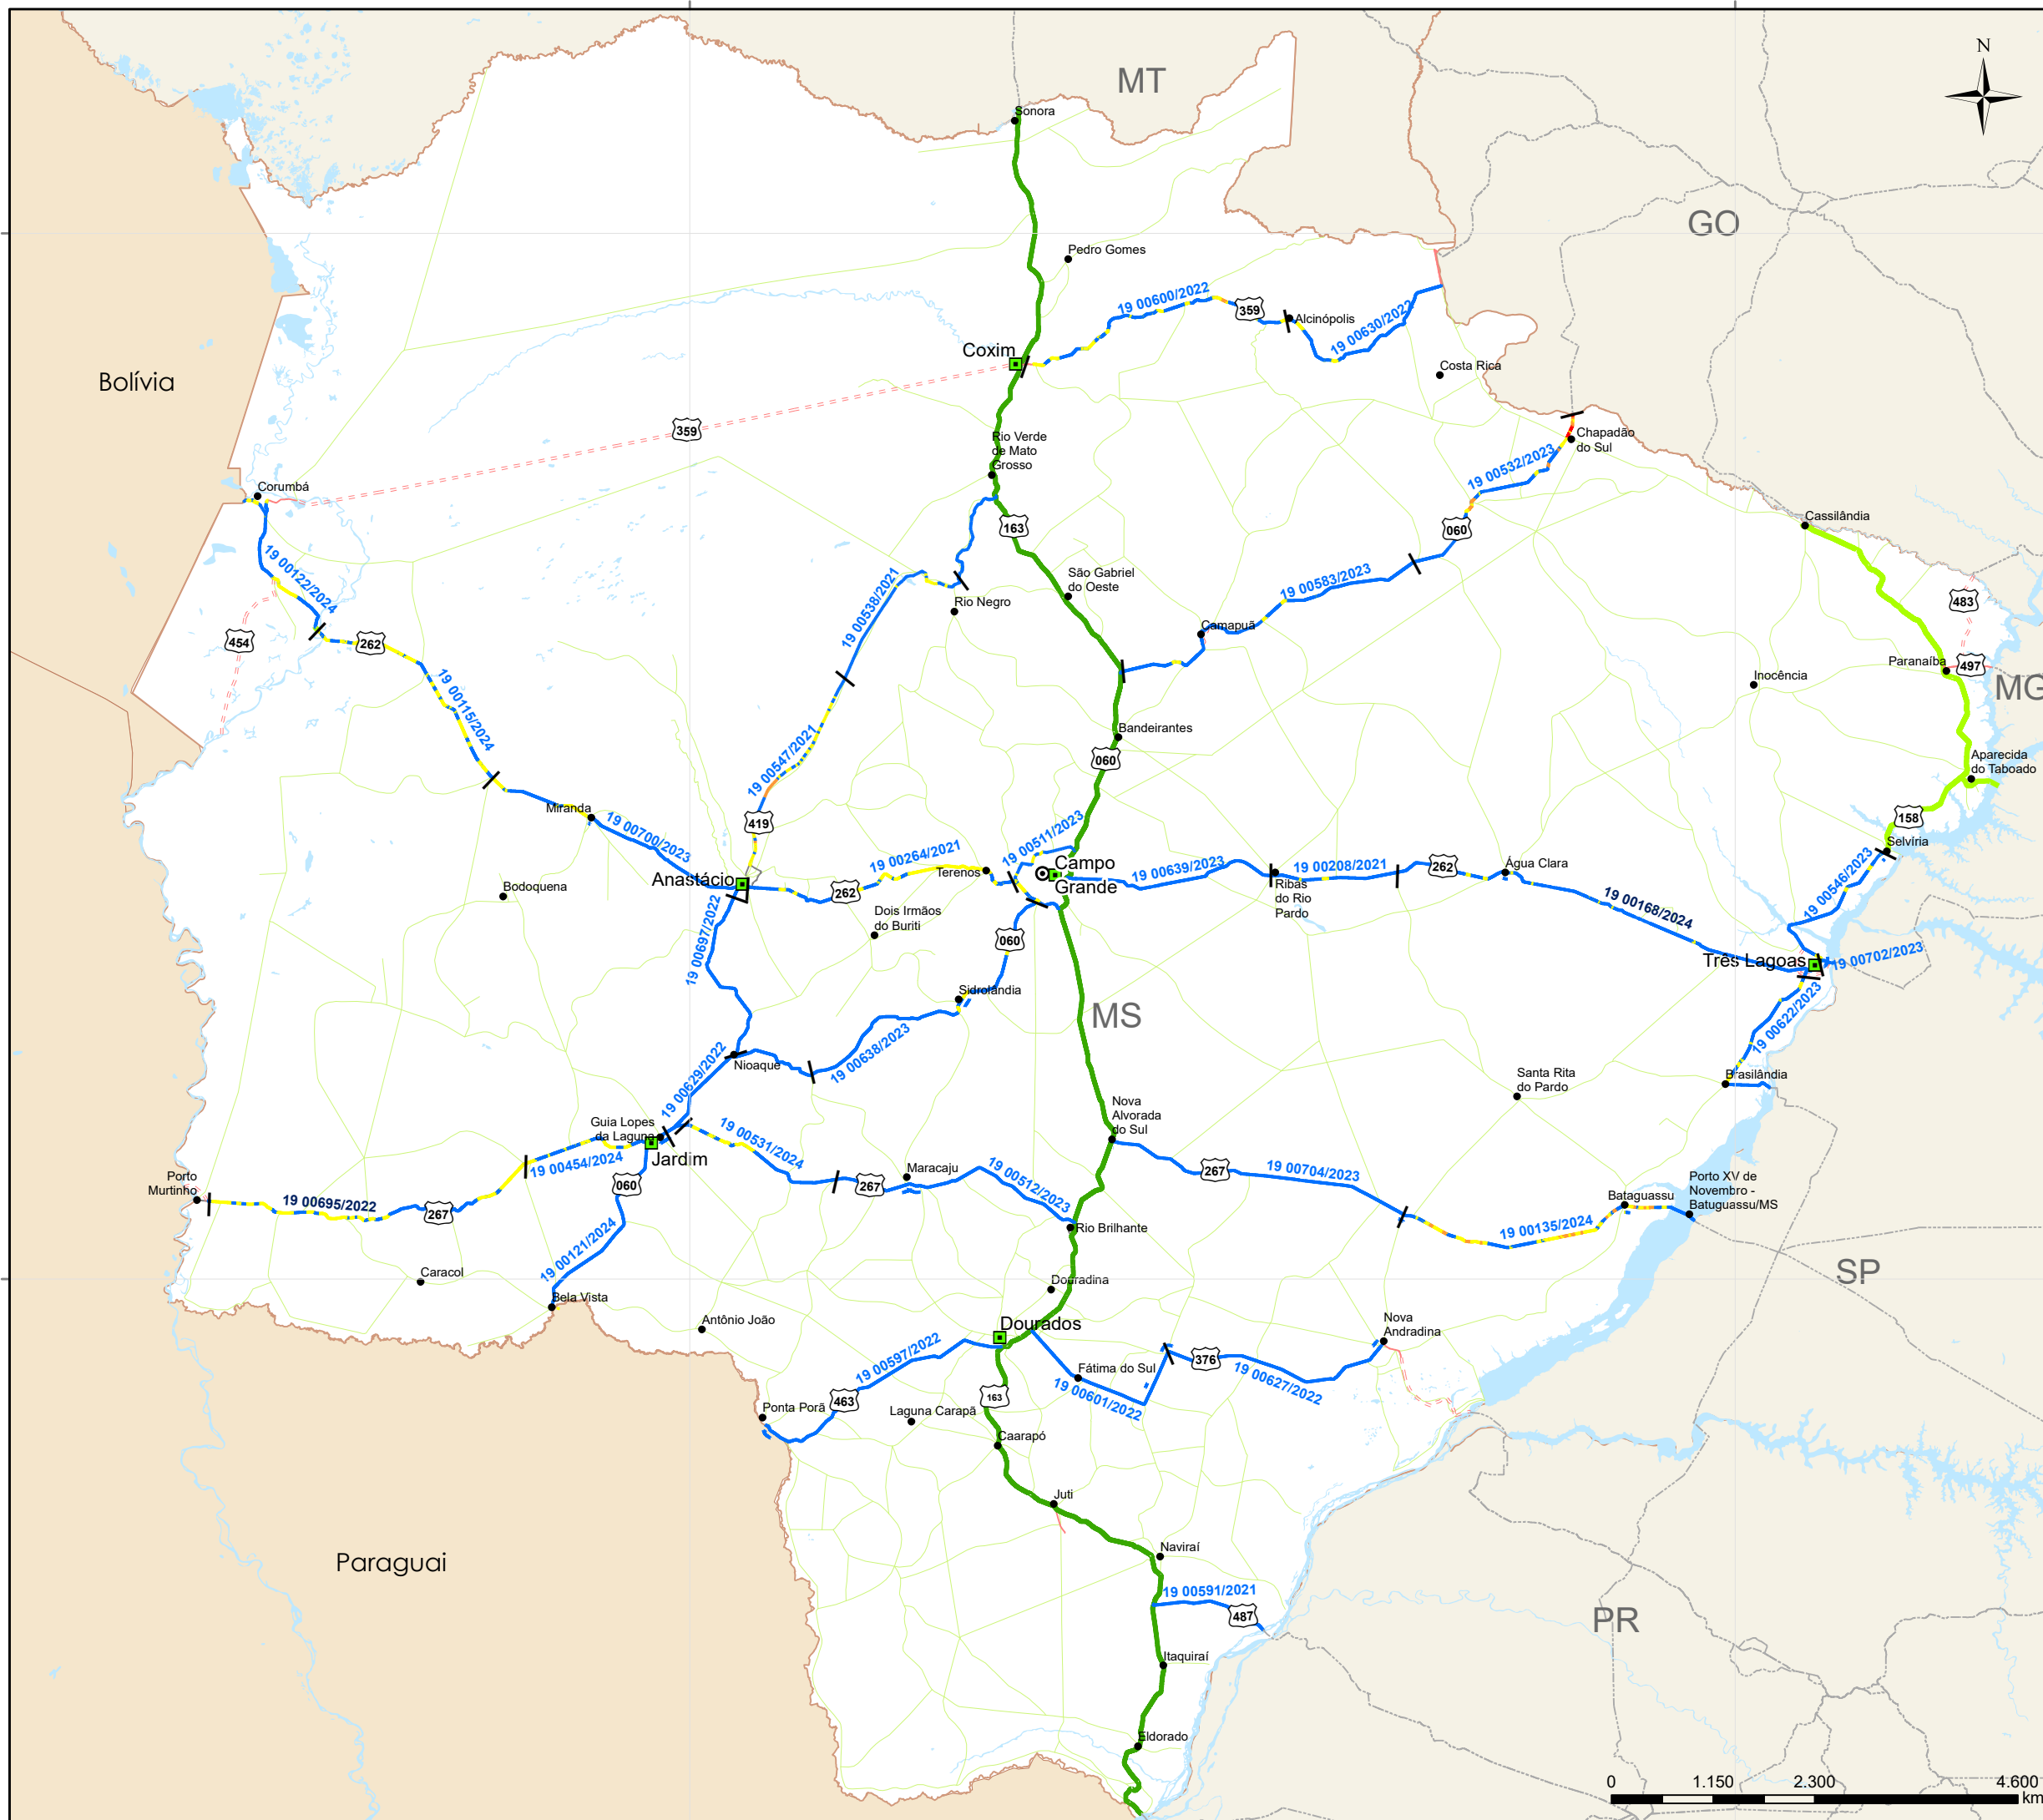 N
MT
Sonora
GO
Pedro Gomes
19 00600/2022
359
Alcinópolis
19 00630/2022
Coxim
Costa Rica
Bolívia
359
Rio Verde
de Mato
Grosso
Chapadão
do Sul
19 00532/2023
Corumbá
163
060
Cassilândia
19 00122/2024
São Gabriel
do Oeste
19 00583/2023
19 00538/2021
Rio Negro
483
454
262
Camapuã
Paranaíba
497
Inocência
MG
19 00115/2024
Bandeirantes
19 00547/2021
060
Aparecida
do Taboado
Miranda
419
158
19 00700/2023
19 00511/2023
Selvíria
19 00264/2021
Terenos
Campo
Grande
19 00639/2023
19 00208/2021
262
Água Clara
Anastácio
262
Bodoquena
Ribas
do Rio
Pardo
19 00546/2023
19 00168/2024
Dois Irmãos
do Buriti
060
19 00697/2022
Três Lagoas
19 00702/2023
Sidrolândia
MS
19 00622/2023
19 00638/2023
Nioaque
19 00629/2022
Brasilândia
Santa Rita
do Pardo
Guia Lopes
da Laguna
Nova
Alvorada
do Sul
19 00531/2024
Jardim
19 00454/2024
Porto
Murtinho
060
Maracaju
267
19 00512/2023
267
19 00704/2023
19 00695/2022
267
Bataguassu
Porto XV de
Novembro -
Batuguassu/MS
Rio Brilhante
19 00135/2024
19 00121/2024
Caracol
SP
Douradina
Bela Vista
Antônio João
Dourados
Nova
Andradina
19 00597/2022
Fátima do Sul
376
19 00627/2022
19 00601/2022
463
163
Ponta Porã
Laguna Carapã
Caarapó
Juti
Paraguai
Naviraí
19 00591/2021
487
PR
Itaquiraí
Eldorado
0 1.150 2.300 4.600
km